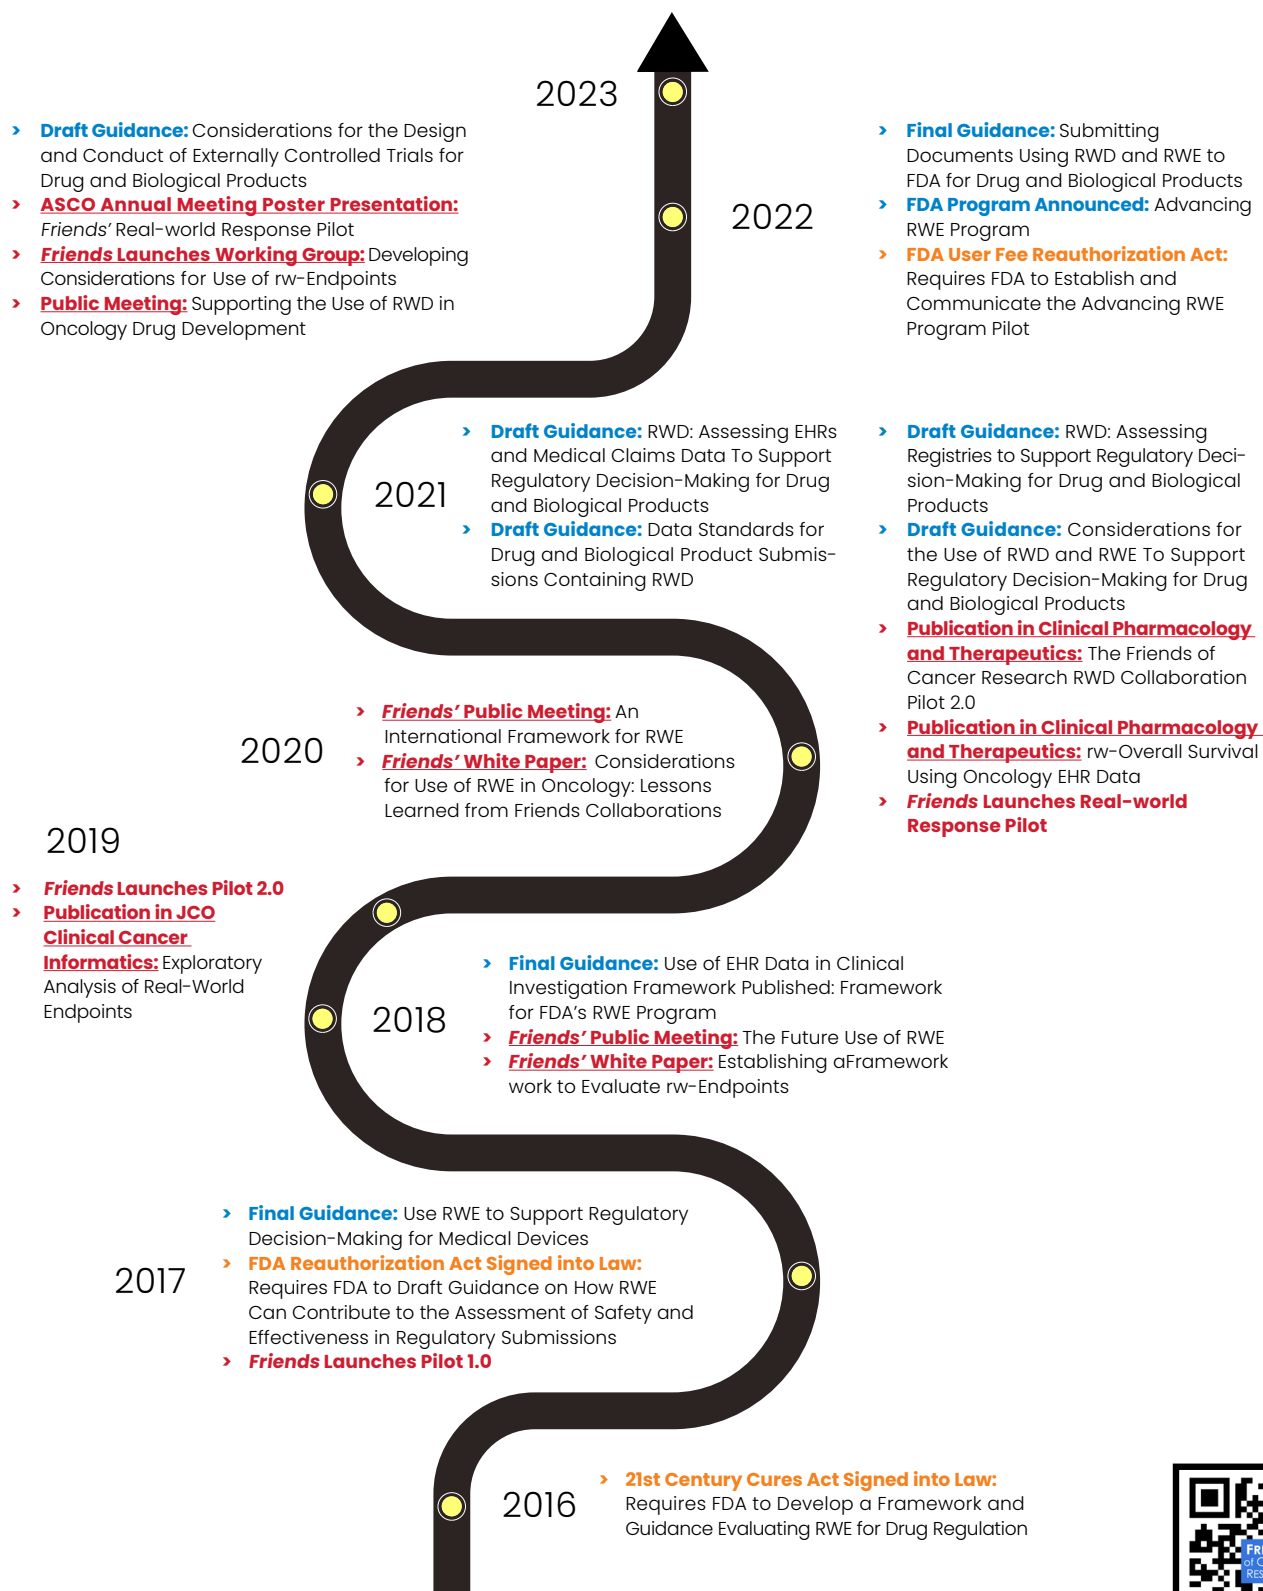 2023
> Draft Guidance: Considerations for the Design
and Conduct of Externally Controlled Trials for
Drug and Biological Products
> ASCO Annual Meeting Poster Presentation:
Friends’ Real-world Response Pilot
> Friends Launches Working Group: Developing
Considerations for Use of rw-Endpoints
> Public Meeting: Supporting the Use of RWD in
Oncology Drug Development
2022
> Final Guidance: Submitting
Documents Using RWD and RWE to
FDA for Drug and Biological Products
> FDA Program Announced: Advancing
RWE Program
> FDA User Fee Reauthorization Act:
Requires FDA to Establish and
Communicate the Advancing RWE
Program Pilot
2021
> Draft Guidance: RWD: Assessing EHRs
and Medical Claims Data To Support
Regulatory Decision-Making for Drug
and Biological Products
> Draft Guidance: Data Standards for
Drug and Biological Product Submis-
sions Containing RWD
> Draft Guidance: RWD: Assessing
Registries to Support Regulatory Deci-
sion-Making for Drug and Biological
Products
> Draft Guidance: Considerations for
the Use of RWD and RWE To Support
Regulatory Decision-Making for Drug
and Biological Products
> Publication in Clinical Pharmacology
and Therapeutics: The Friends of
Cancer Research RWD Collaboration
Pilot 2.0
> Publication in Clinical Pharmacology
and Therapeutics: rw-Overall Survival
Using Oncology EHR Data
> Friends Launches Real-world
Response Pilot
2020
> Friends’ Public Meeting: An
International Framework for RWE
> Friends’ White Paper: Considerations
for Use of RWE in Oncology: Lessons
Learned from Friends Collaborations
2019
> Friends Launches Pilot 2.0
> Publication in JCO
Clinical Cancer
Informatics: Exploratory
Analysis of Real-World
Endpoints
2018
> Final Guidance: Use of EHR Data in Clinical
Investigation Framework Published: Framework
for FDA’s RWE Program
> Friends’ Public Meeting: The Future Use of RWE
> Friends’ White Paper: Establishing aFramework
work to Evaluate rw-Endpoints
2017
> Final Guidance: Use RWE to Support Regulatory
Decision-Making for Medical Devices
> FDA Reauthorization Act Signed into Law:
Requires FDA to Draft Guidance on How RWE
Can Contribute to the Assessment of Safety and
Effectiveness in Regulatory Submissions
> Friends Launches Pilot 1.0
2016
> 21st Century Cures Act Signed into Law:
Requires FDA to Develop a Framework and
Guidance Evaluating RWE for Drug Regulation